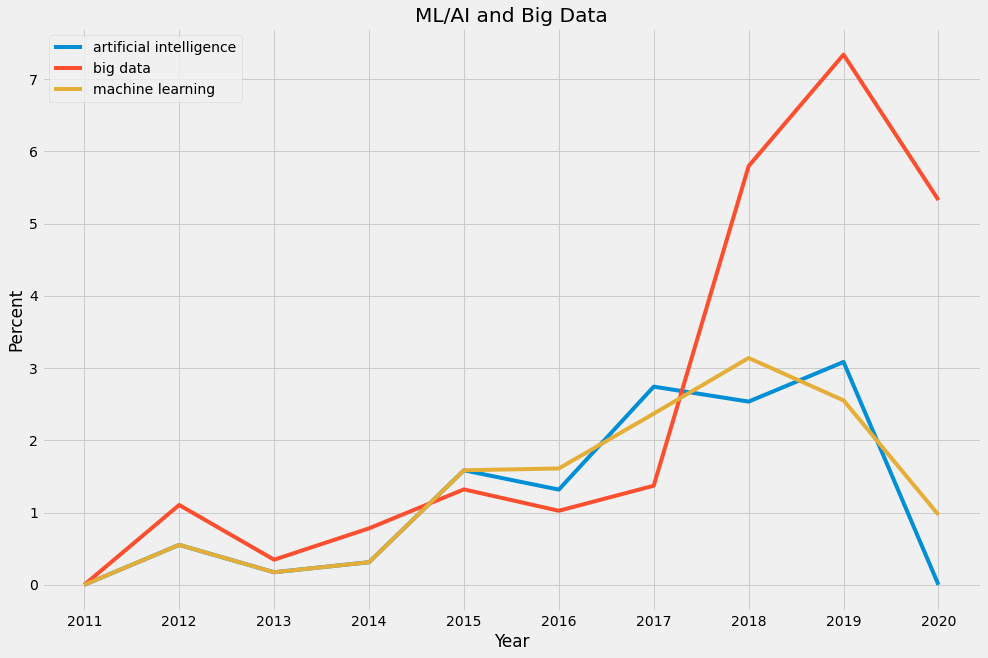 ML/AI and Big Data
artificial intelligence
big data
machine learning
7
6
5
4
3
2
1
0
Percent
2011 2012 2013 2014 2015 2016 2017 2018 2019 2020
Year